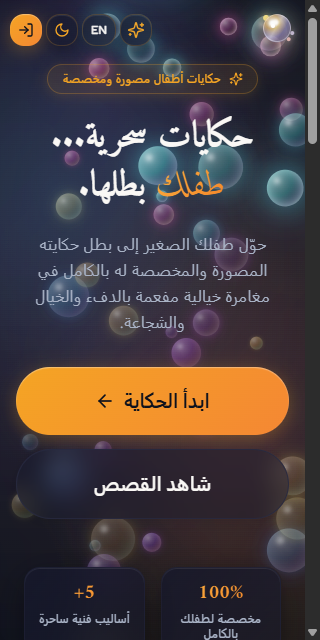 EN
حكايات أطفال مصورة ومخصصة
حكايات سحرية...
طفلك بطلها.
حوّل طفلك الصغير إلى بطل حكايته
المصورة والمخصصة له بالكامل في
مغامرة خيالية مفعمة بالدفء والخيال
والشجاعة.
ابدأ الحكاية
شاهد القصص
100%
مخصصة لطفلك
بالكامل
+5
أساليب فنية ساحرة